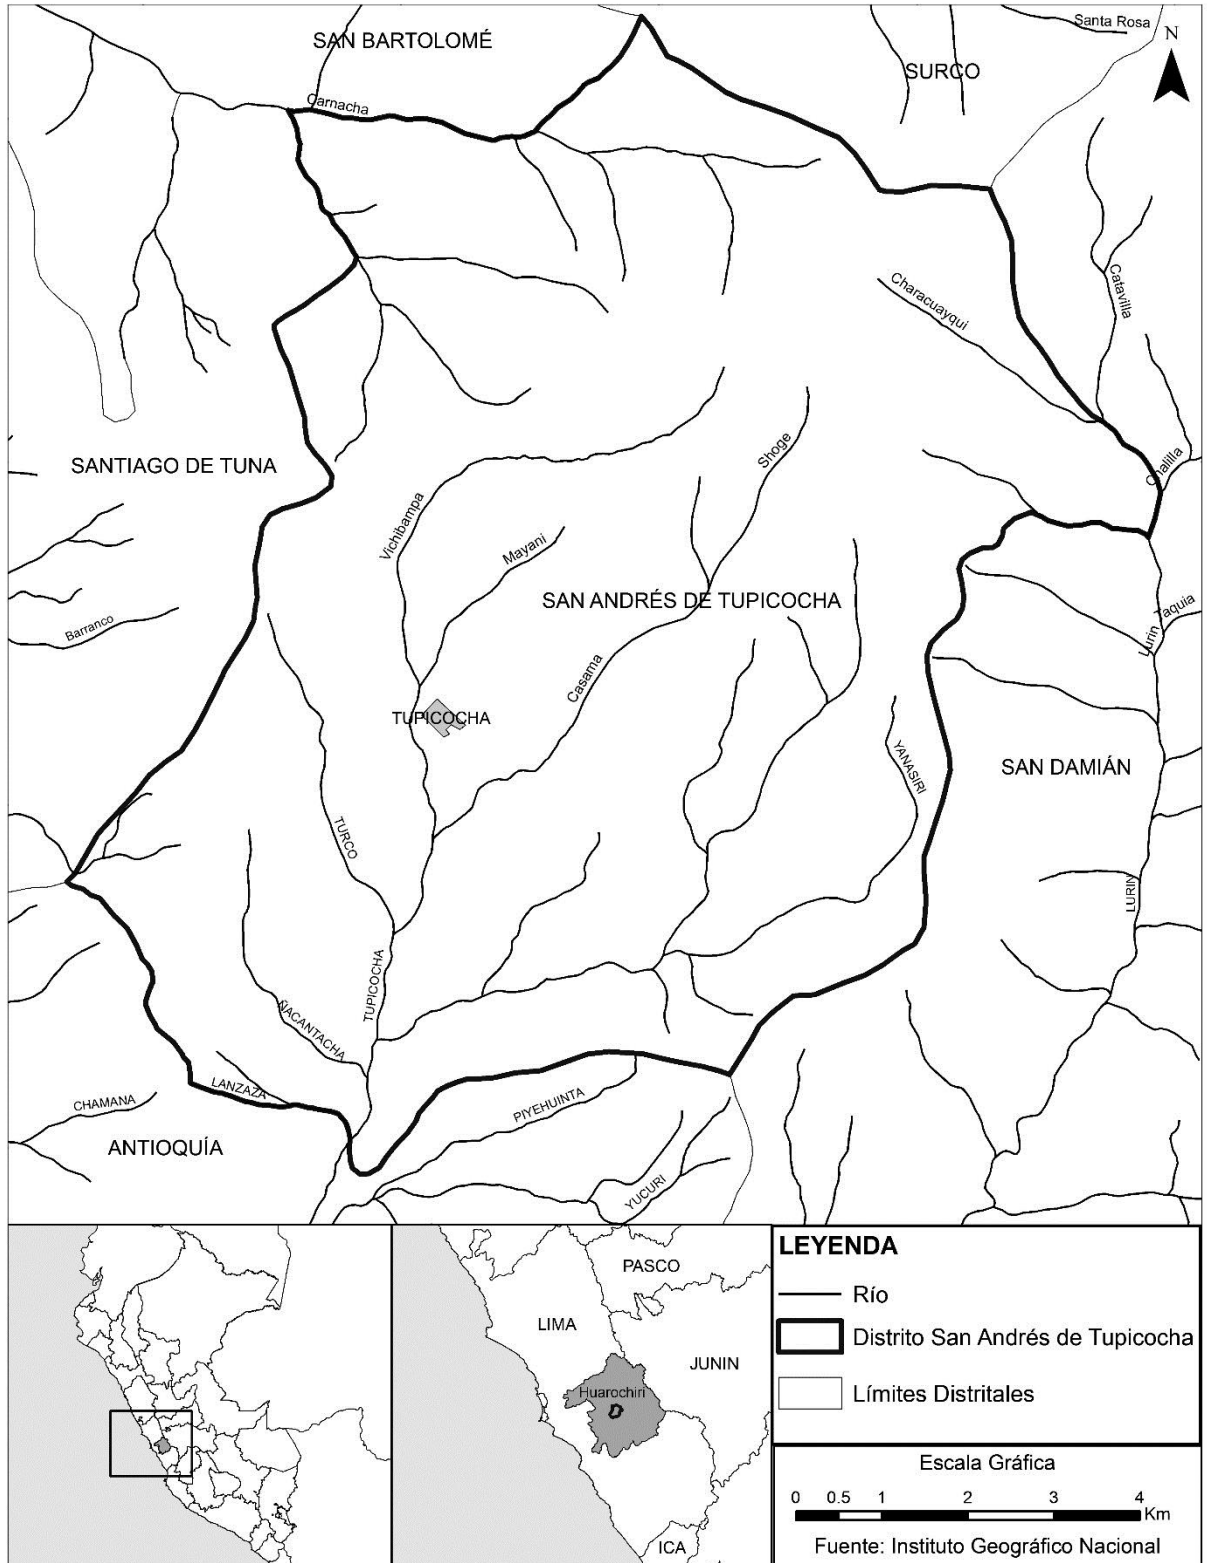 Santa Rosa
N
SAN BARTOLOMÉ
SURCO
Carnacha
Characuayqui
Catavilla
SANTIAGO DE TUNA
Shoge
Chalilla
Vichibampa
Mayani
SAN ANDRÉS DE TUPICOCHA
Barranco
Lurin
Taquia
Casama
TUPICOCHA
YANASIRI
SAN DAMIÁN
TURCO
LURIN
TUPICOCHA
ÑACANTACHA
LANZAZA
CHAMANA
PIYEHUINTA
ANTIOQUÍA
YUCURI
PASCO
LIMA
JUNIN
Huarochiri
ICA
LEYENDA
Río
Distrito San Andrés de Tupicocha
Límites Distritales
Escala Gráfica
0 0.5 1 2 3 4
Km
Fuente: Instituto Geográfico Nacional